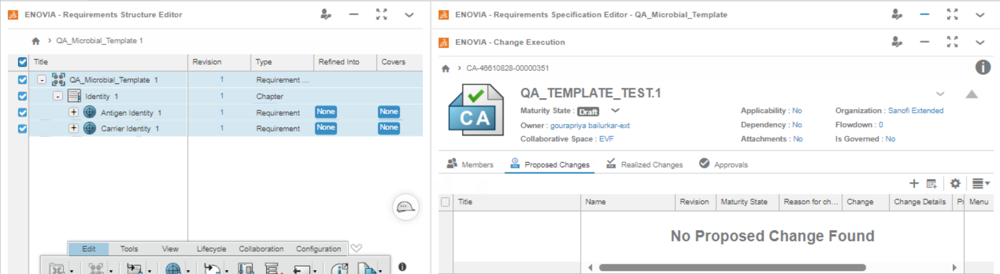 ENOVIA - Requirements Structure Editor
QA_Microbial_Template 1
Title Revision Type Refined Into Covers
QA_Microbial_Template 1 1 Requirement ...
Identity 1 1 Chapter
Antigen Identity 1 1 Requirement None None
Carrier Identity 1 1 Requirement None None
Edit Tools View Lifecycle Collaboration Configuration
ENOVIA - Requirements Specification Editor - QA_Microbial_Template
ENOVIA - Change Execution
CA-46610828-00000351
CA
QA_TEMPLATE_TEST.1
Maturity State : Draft
Owner : gourapriya bailurkar-ext
Collaborative Space : EVF
Applicability : No
Dependency : No
Attachments : No
Organization : Sanofi Extended
Flowdown : 0
Is Governed : No
Members Proposed Changes Realized Changes Approvals
Title Name Revision Maturity State Reason for ch... Change Change Details Pr Menu
No Proposed Change Found